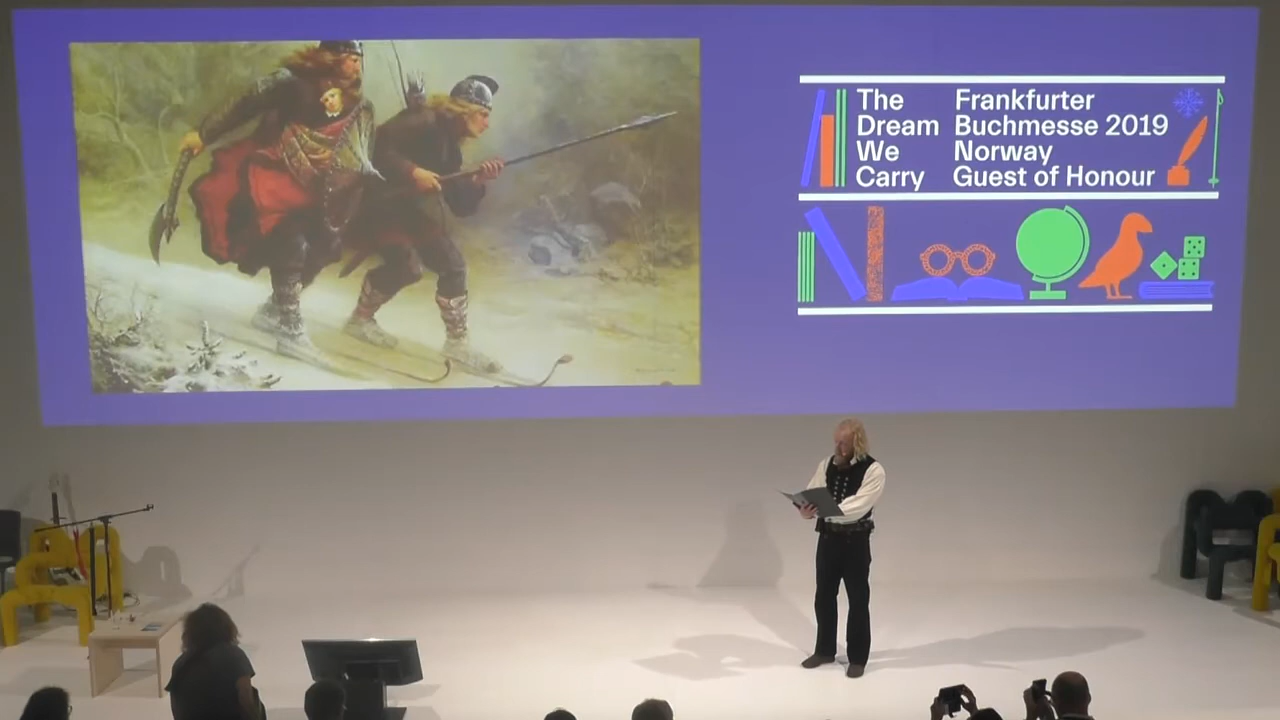 The
Dream
We
Carry
Frankfurter
Buchmesse 2019
Norway
Guest of Honour